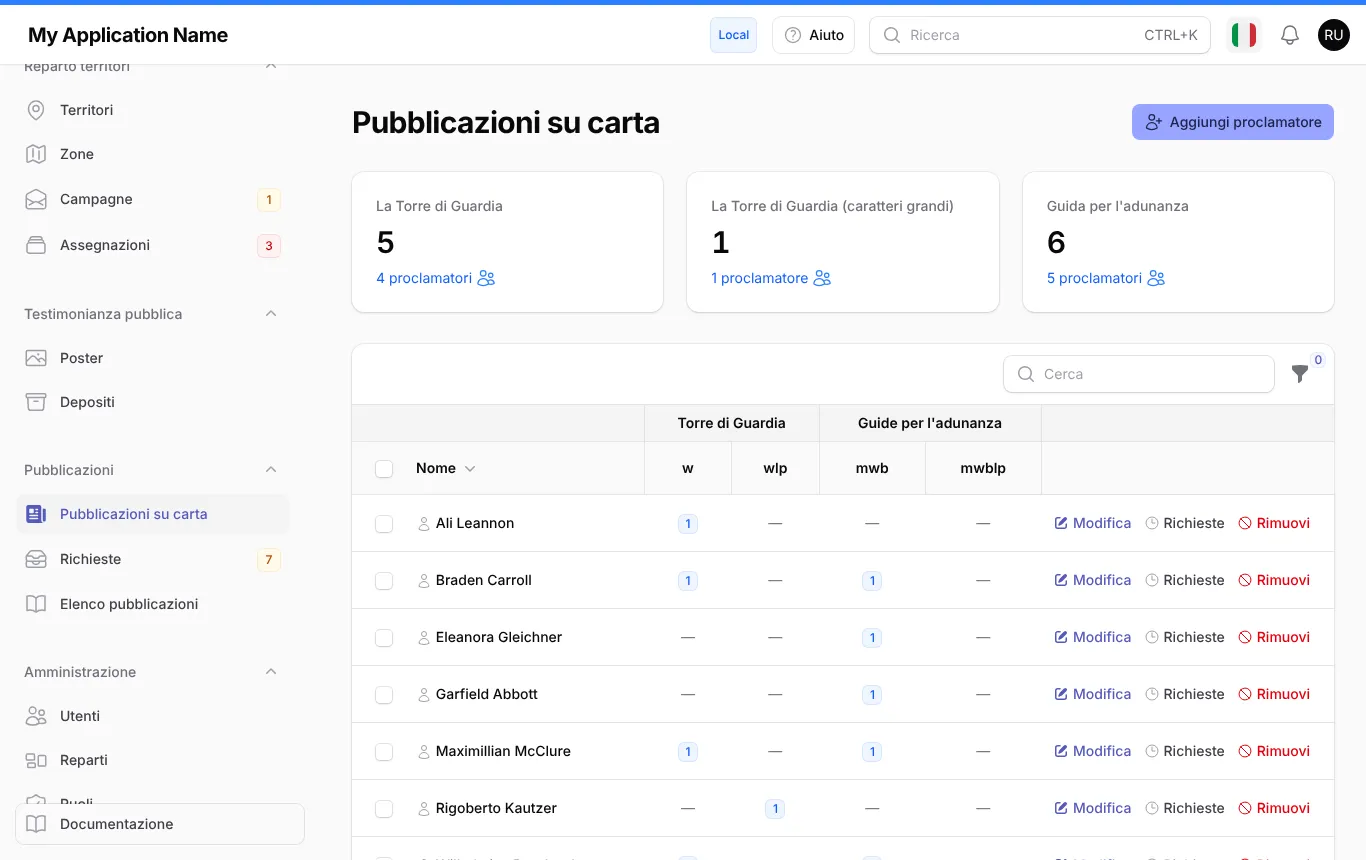 My Application Name
Local
Aiuto
Ricerca
CTRL+K
RU
Reparto territori
Territori
Zone
Campagne
1
Assegnazioni
3
Testimonianza pubblica
Poster
Depositi
Pubblicazioni
Pubblicazioni su carta
Richieste
7
Elenco pubblicazioni
Amministrazione
Utenti
Reparti
Ruoli
Documentazione
Pubblicazioni su carta
Aggiungi proclamatore
La Torre di Guardia
5
4 proclamatori
La Torre di Guardia (caratteri grandi)
1
1 proclamatore
Guida per l'adunanza
6
5 proclamatori
Cerca
0
Torre di Guardia Guide per l'adunanza
Nome w wlp mwb mwblp
Ali Leannon 1 — — — Modifica Richieste Rimuovi
Braden Carroll 1 — 1 — Modifica Richieste Rimuovi
Eleanora Gleichner — — 1 — Modifica Richieste Rimuovi
Garfield Abbott — — 1 — Modifica Richieste Rimuovi
Maximillian McClure 1 — 1 — Modifica Richieste Rimuovi
Rigoberto Kautzer — 1 — — Modifica Richieste Rimuovi